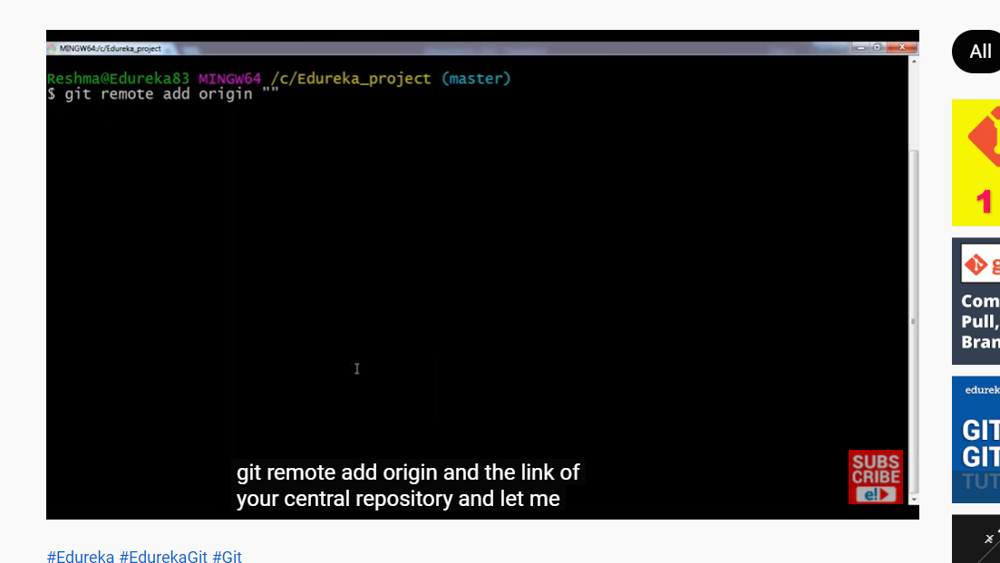 All
MINGW64:/c/Edureka_project
Reshma@Edureka83 MINGW64 /c/Edureka_project (master)
$ git remote add origin ""
1
Com
Pull,
Bran
edurek
GIT
GIT
TUT
git remote add origin and the link of
your central repository and let me
SUBS
CRIBE
e!
#Edureka #EdurekaGit #Git